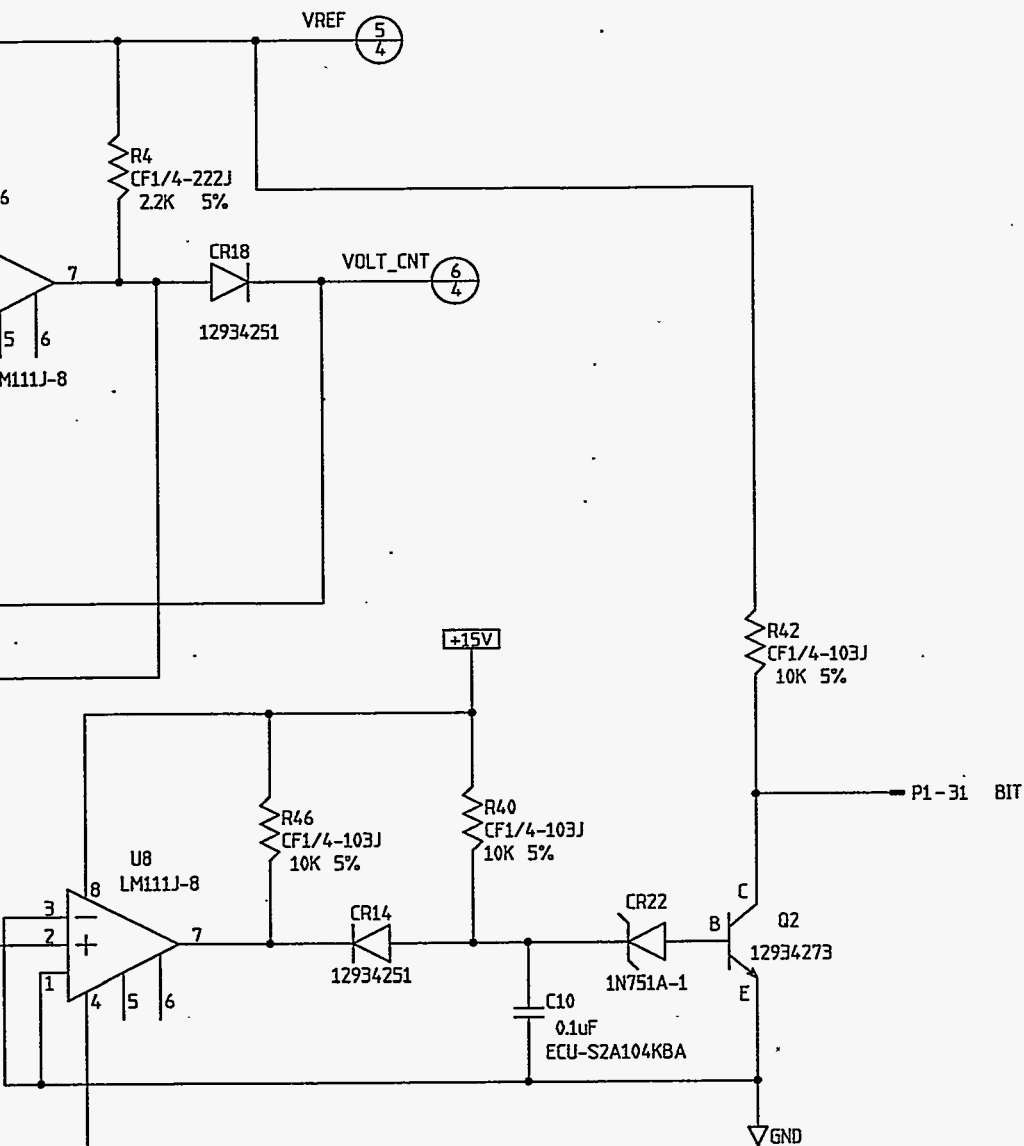 VREF
5
4
R4
CF1/4-222J
2.2K 5%
6
CR18
7
VOLT_CNT
6
4
12934251
5
6
M111J-8
+15V
R42
CF1/4-103J
10K 5%
P1-31 BIT
R46
CF1/4-103J
10K 5%
R40
CF1/4-103J
10K 5%
U8
LM111J-8
8
3
2
1
4
5
6
7
CR14
12934251
CR22
1N751A-1
C
B
E
Q2
12934273
C10
0.1uF
ECU-S2A104KBA
GND